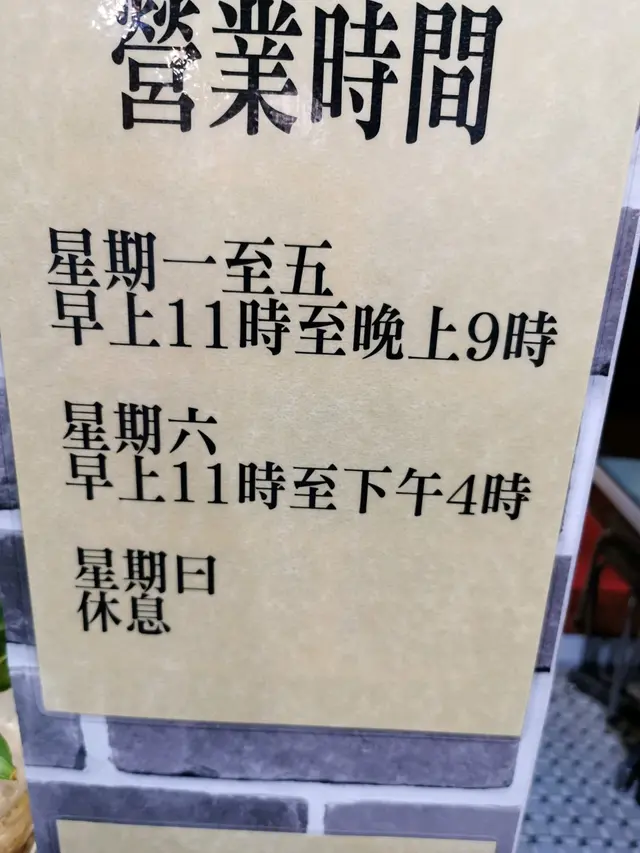 營業時間
星期一至五
早上11時至晚上9時
星期六
早上11時至下午4時
星期日
休息